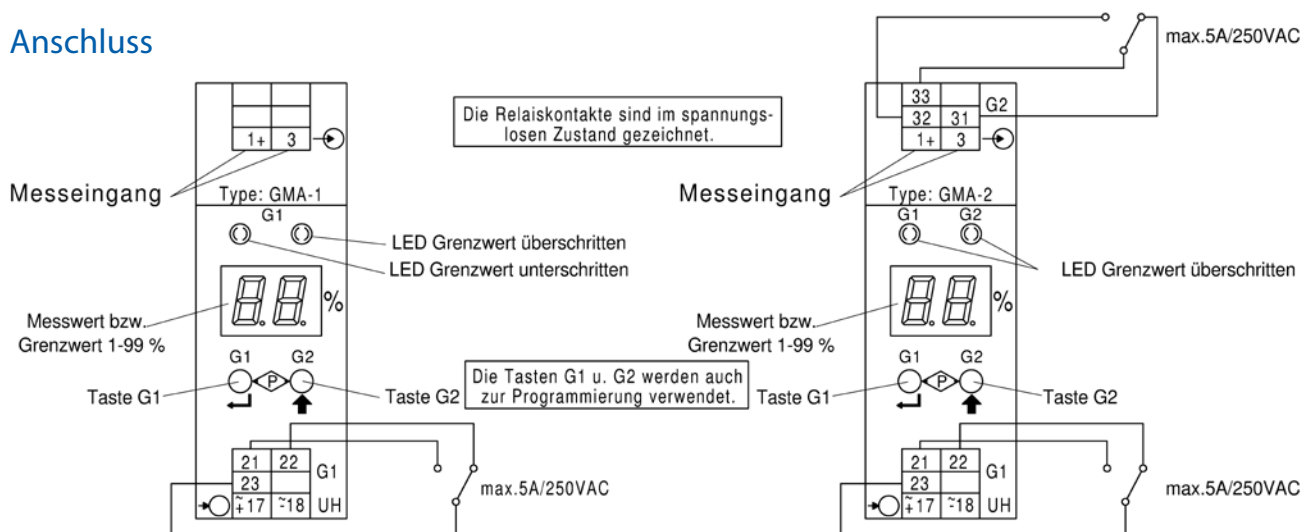 Anschluss
max.5A/250VAC
Die Relaiskontakte sind im spannungs-
losen Zustand gezeichnet.
1+ 3
Messeingang
Type: GMA-1
G1
LED Grenzwert überschritten
LED Grenzwert unterschritten
88 %
Messwert bzw.
Grenzwert 1-99 %
G1 G2
P
Taste G1
Taste G2
Die Tasten G1 u. G2 werden auch
zur Programmierung verwendet.
21 22
G1
23
~+17 ~-18 UH
max.5A/250VAC
33
G2
32 31
1+ 3
Messeingang
Type: GMA-2
G1 G2
LED Grenzwert überschritten
88 %
Messwert bzw.
Grenzwert 1-99 %
G1 G2
P
Taste G1
Taste G2
21 22
G1
23
~+17 ~-18 UH
max.5A/250VAC